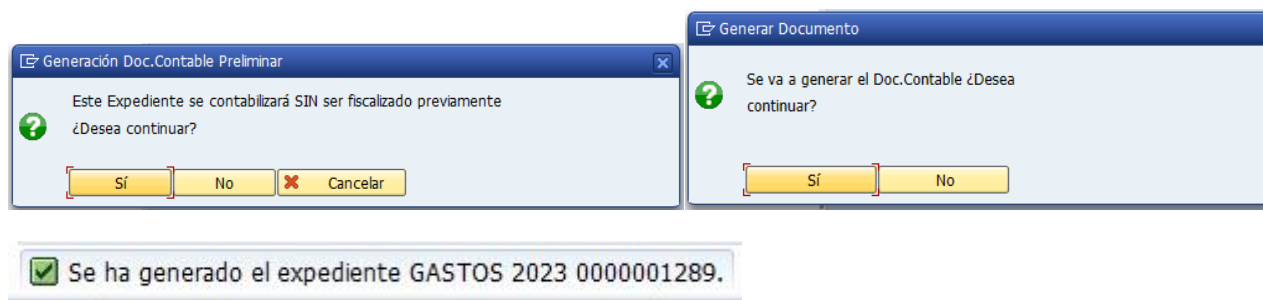 Generación Doc.Contable Preliminar
Este Expediente se contabilizará SIN ser fiscalizado previamente
¿Desea continuar?
Sí No Cancelar
Generar Documento
Se va a generar el Doc.Contable ¿Desea
continuar?
Sí No
Se ha generado el expediente GASTOS 2023 0000001289.